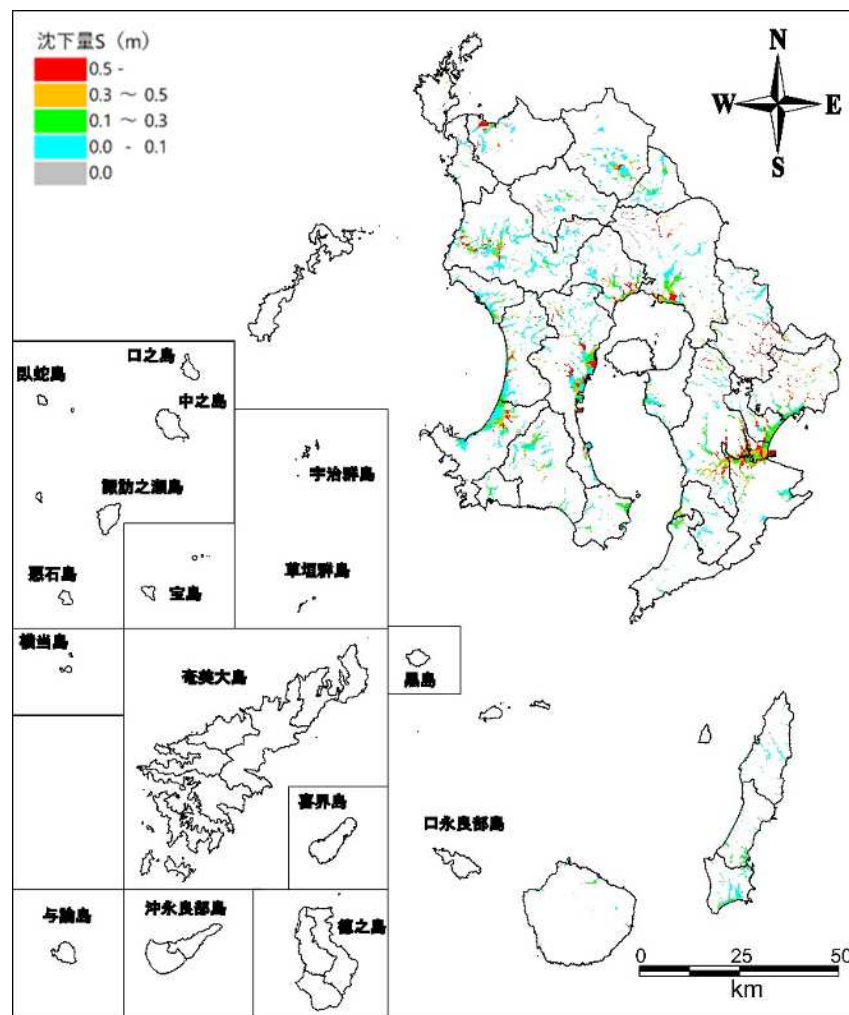 沈下量S（m）
0.5 -
0.3 ～ 0.5
0.1 ～ 0.3
0.0 - 0.1
0.0
N
W E
S
口之島
臥蛇島
中之島
諏訪之瀬島
宇治群島
悪石島
宝島
草垣群島
横当島
奄美大島
黒島
喜界島
口永良部島
与論島
沖永良部島
徳之島
0 25 50
km